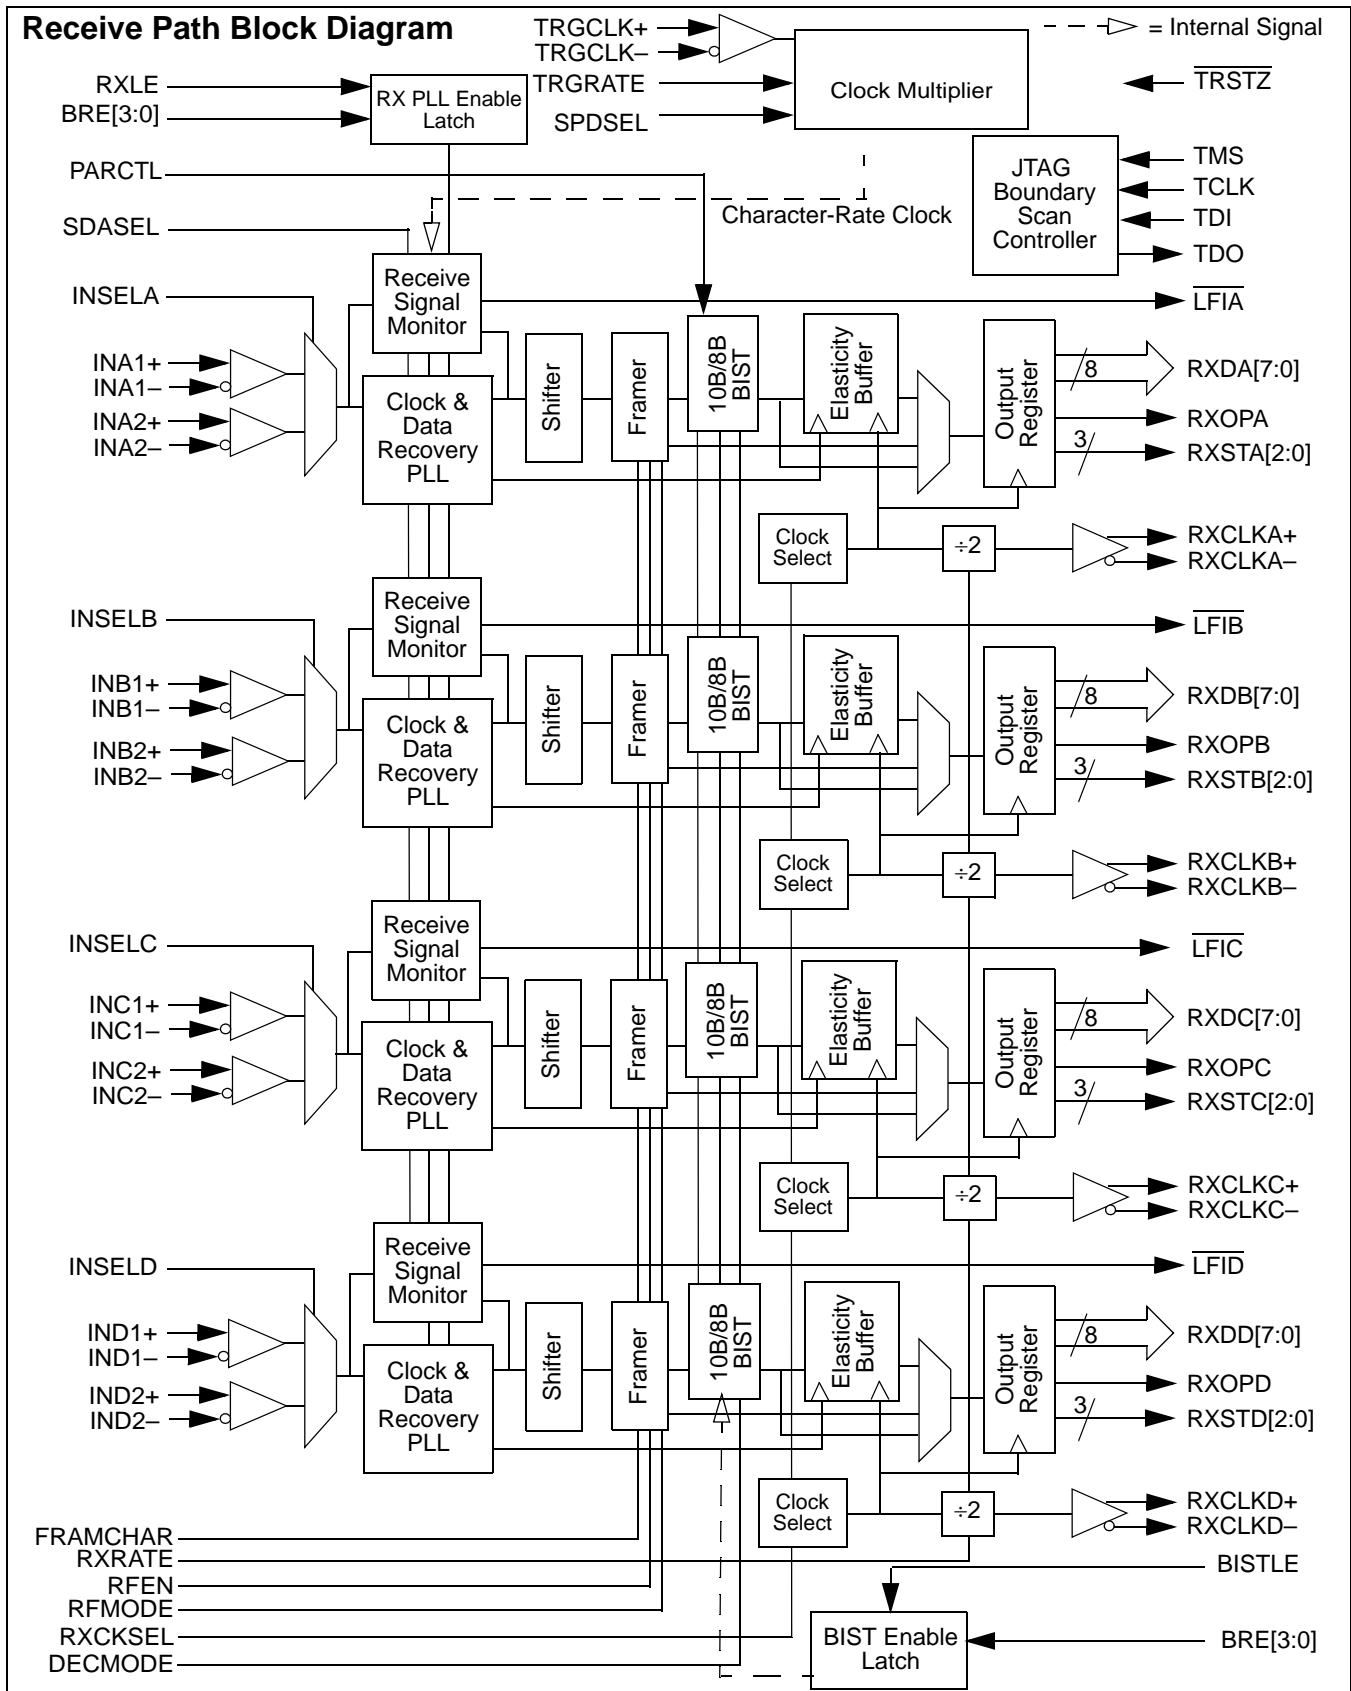 Receive Path Block Diagram
TRGCLK+
TRGCLK–
= Internal Signal
RXLE
BRE[3:0]
RX PLL Enable
Latch
TRGRATE
SPDSEL
Clock Multiplier
TRSTZ
PARCTL
SDASEL
Character-Rate Clock
JTAG
Boundary
Scan
Controller
TMS
TCLK
TDI
TDO
INSELA
INA1+
INA1–
INA2+
INA2–
Receive
Signal
Monitor
Clock &
Data
Recovery
PLL
Shifter
Framer
10B/8B
BIST
Elasticity
Buffer
Output
Register
LFIA
8
RXDA[7:0]
RXOPA
3
RXSTA[2:0]
Clock
Select
÷2
RXCLKA+
RXCLKA–
INSELB
INB1+
INB1–
INB2+
INB2–
Receive
Signal
Monitor
Clock &
Data
Recovery
PLL
Shifter
Framer
10B/8B
BIST
Elasticity
Buffer
Output
Register
LFIB
8
RXDB[7:0]
RXOPB
3
RXSTB[2:0]
Clock
Select
÷2
RXCLKB+
RXCLKB–
INSELC
INC1+
INC1–
INC2+
INC2–
Receive
Signal
Monitor
Clock &
Data
Recovery
PLL
Shifter
Framer
10B/8B
BIST
Elasticity
Buffer
Output
Register
LFIC
8
RXDC[7:0]
RXOPC
3
RXSTC[2:0]
Clock
Select
÷2
RXCLKC+
RXCLKC–
INSELD
IND1+
IND1–
IND2+
IND2–
Receive
Signal
Monitor
Clock &
Data
Recovery
PLL
Shifter
Framer
10B/8B
BIST
Elasticity
Buffer
Output
Register
LFID
8
RXDD[7:0]
RXOPD
3
RXSTD[2:0]
Clock
Select
÷2
RXCLKD+
RXCLKD–
FRAMCHAR
RXRATE
RFEN
RFMODE
RXCKSEL
DECMODE
BISTLE
BIST Enable
Latch
BRE[3:0]